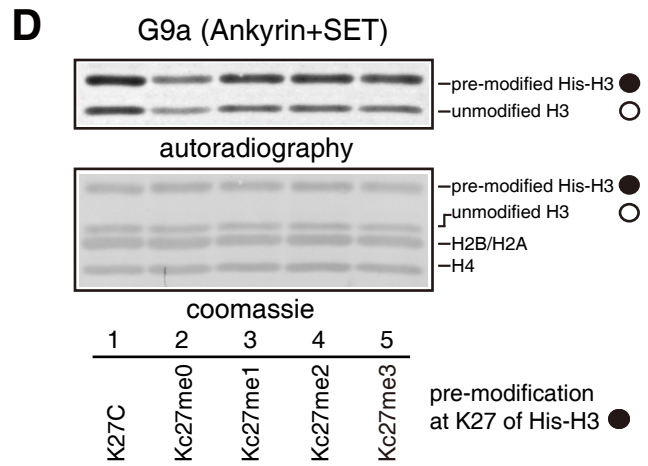 D
G9a (Ankyrin+SET)
pre-modified His-H3
unmodified H3
autoradiography
pre-modified His-H3
unmodified H3
H2B/H2A
H4
coomassie
1 2 3 4 5
K27C
Kc27me0
Kc27me1
Kc27me2
Kc27me3
pre-modification
at K27 of His-H3